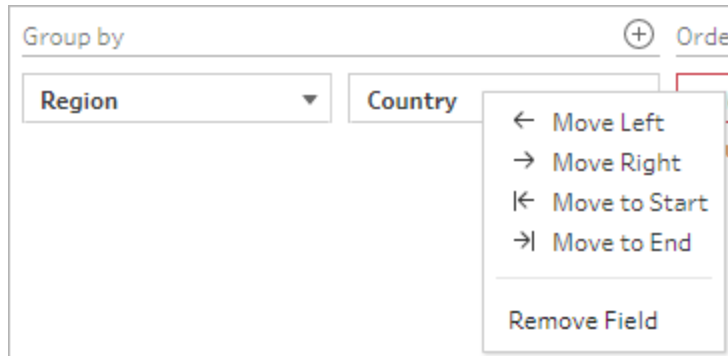 Group by
Orde
Region
Country
Move Left
Move Right
Move to Start
Move to End
Remove Field